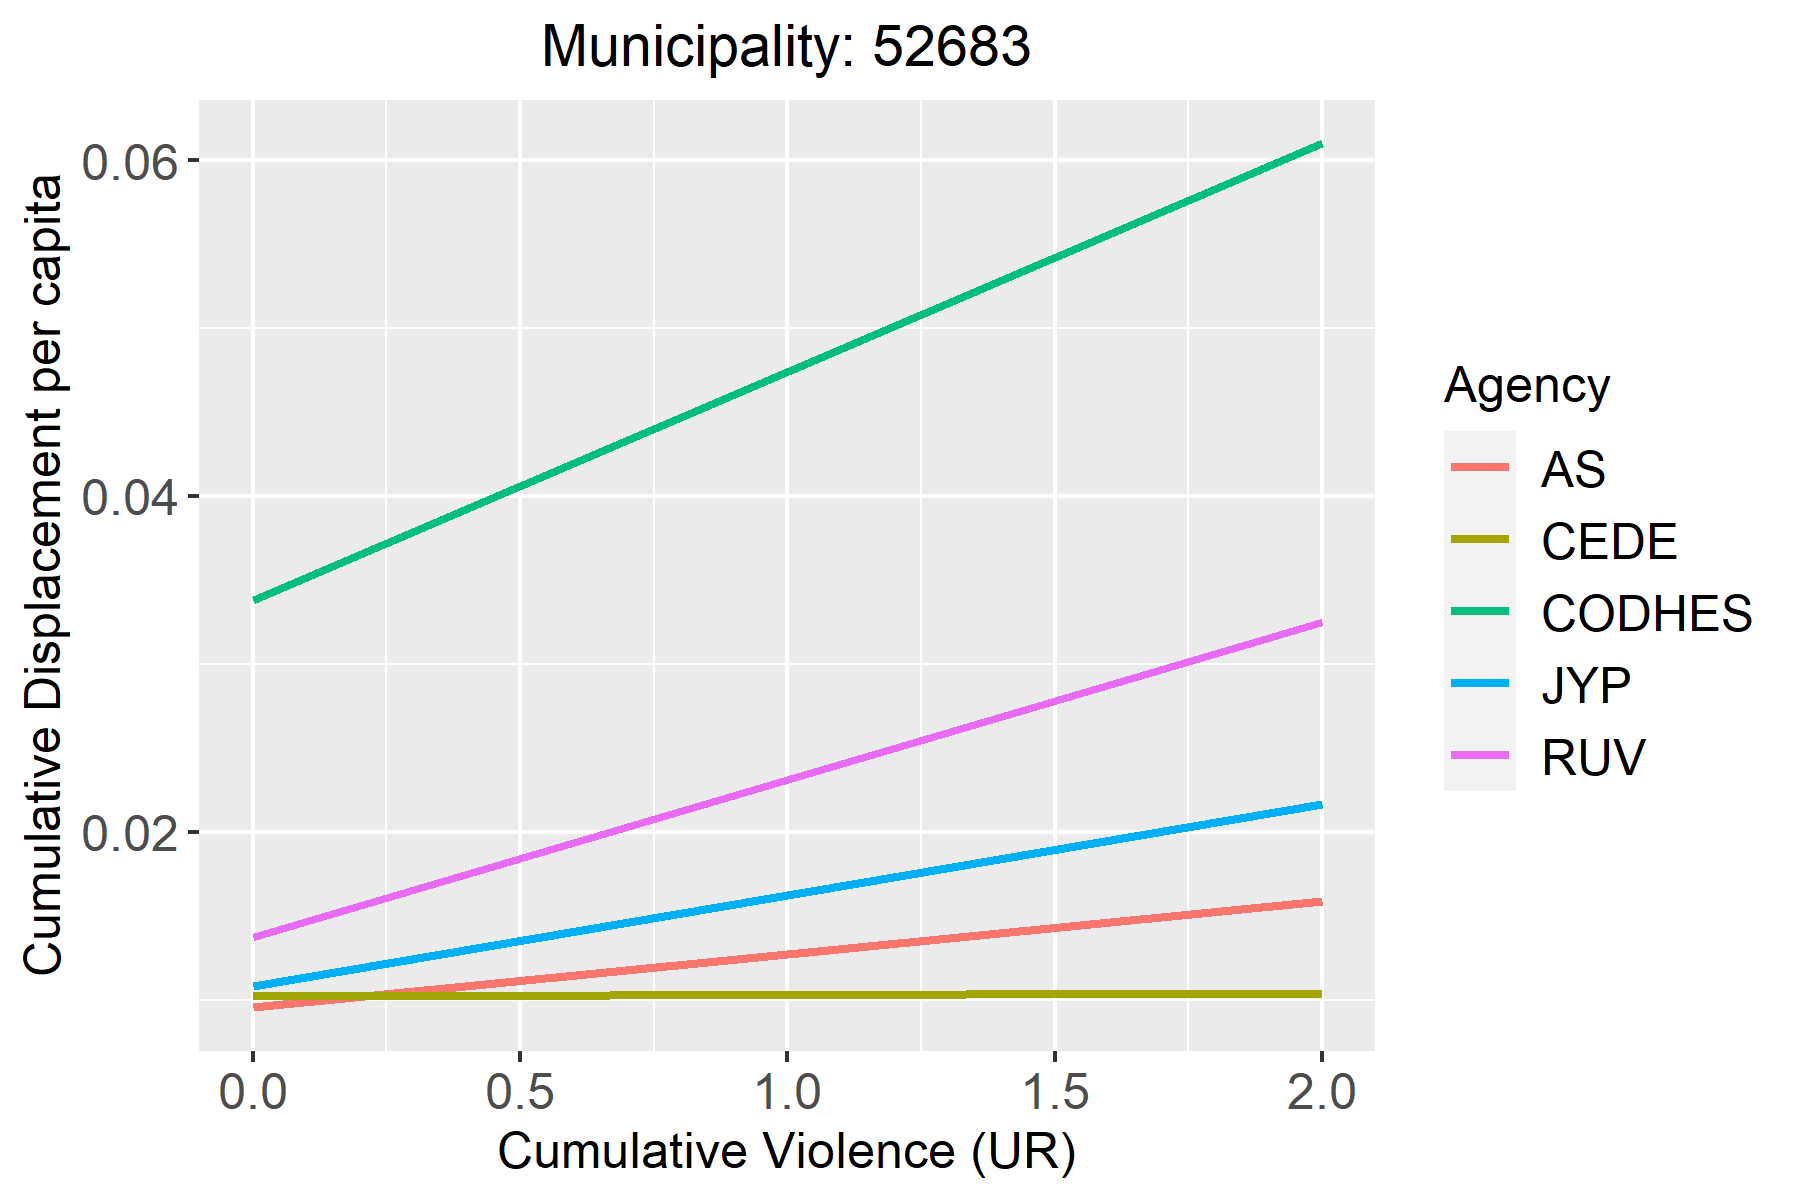 Municipality: 52683
Cumulative Displacement per capita
0.06
0.04
0.02
0.0 0.5 1.0 1.5 2.0
Cumulative Violence (UR)
Agency
AS
CEDE
CODHES
JYP
RUV